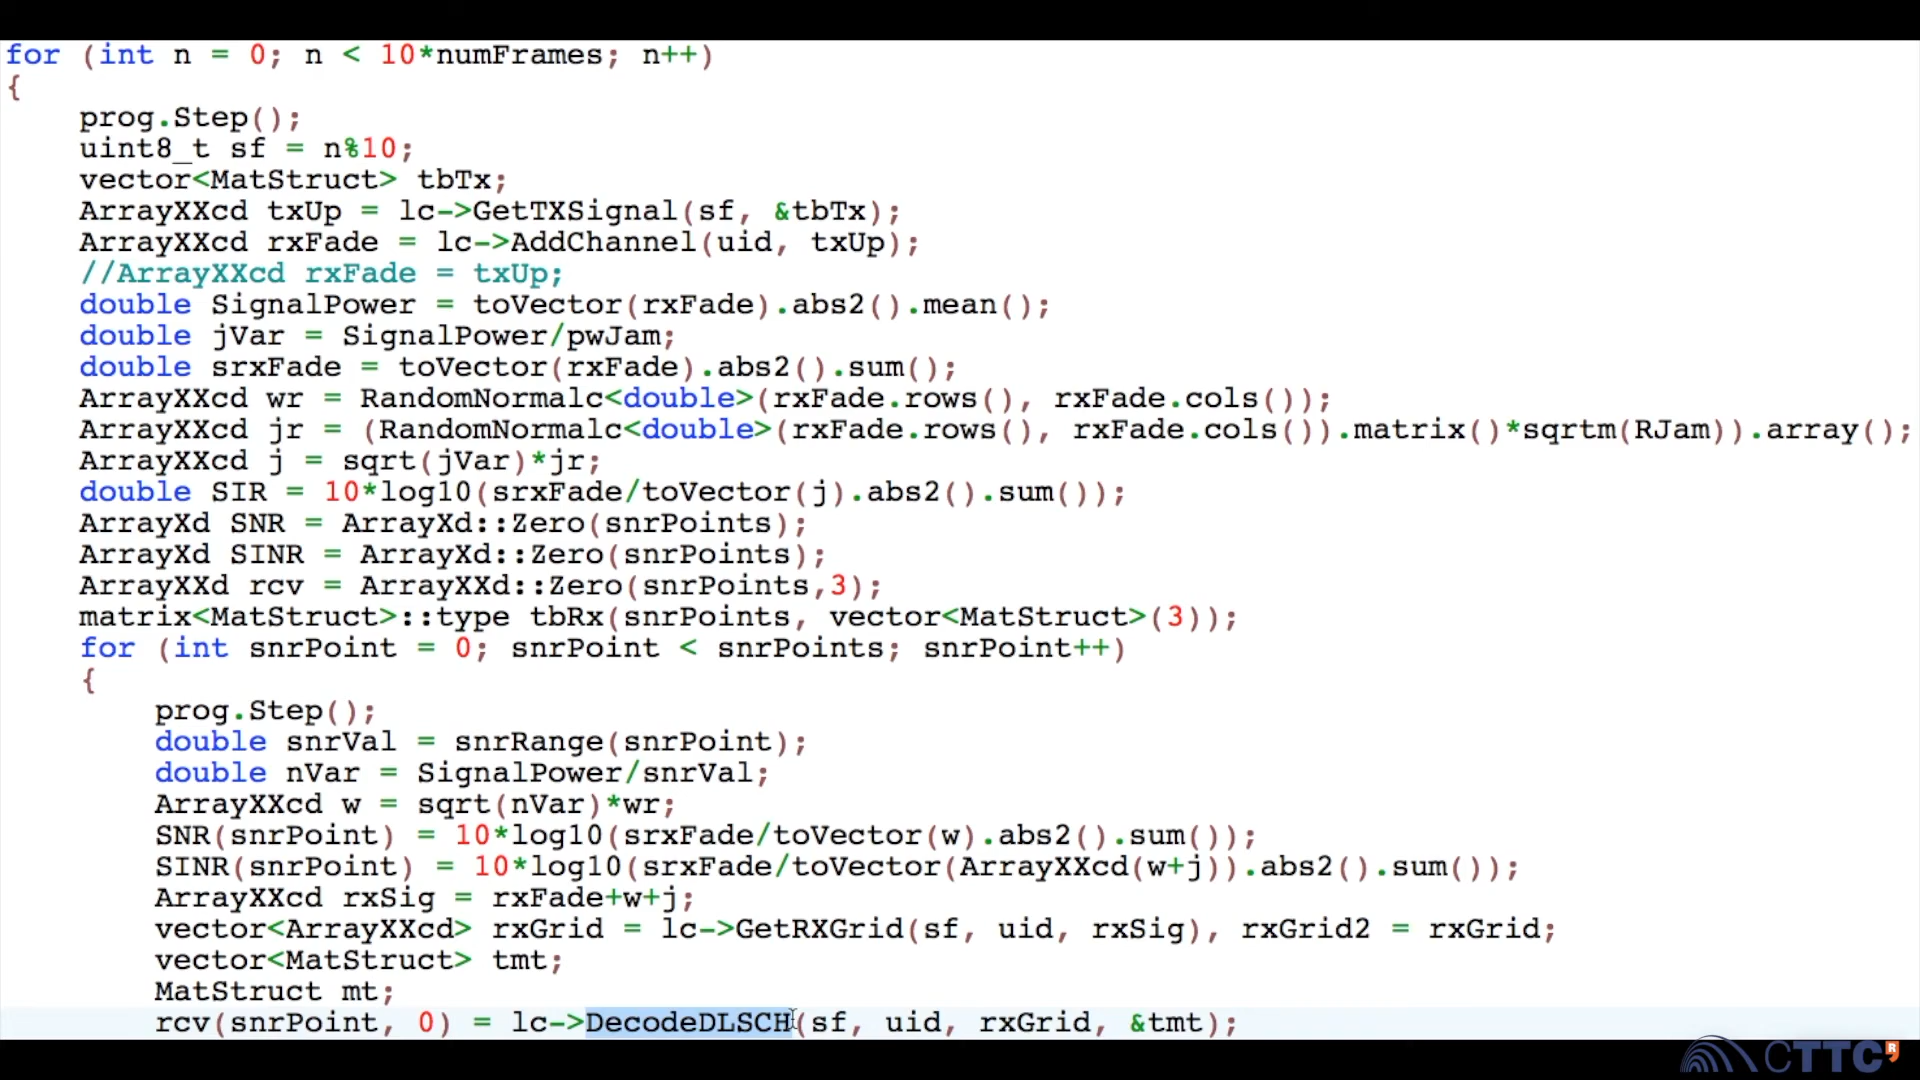 for (int n = 0; n < 10*numFrames; n++)
{
prog.Step();
uint8_t sf = n%10;
vector<MatStruct> tbTx;
ArrayXXcd txUp = lc->GetTXSignal(sf, &tbTx);
ArrayXXcd rxFade = lc->AddChannel(uid, txUp);
//ArrayXXcd rxFade = txUp;
double SignalPower = toVector(rxFade).abs2().mean();
double jVar = SignalPower/pwJam;
double srxFade = toVector(rxFade).abs2().sum();
ArrayXXcd wr = RandomNormalc<double>(rxFade.rows(), rxFade.cols());
ArrayXXcd jr = (RandomNormalc<double>(rxFade.rows(), rxFade.cols()).matrix()*sqrtm(RJam)).array();
ArrayXXcd j = sqrt(jVar)*jr;
double SIR = 10*log10(srxFade/toVector(j).abs2().sum());
ArrayXd SNR = ArrayXd::Zero(snrPoints);
ArrayXd SINR = ArrayXd::Zero(snrPoints);
ArrayXXd rcv = ArrayXXd::Zero(snrPoints,3);
matrix<MatStruct>::type tbRx(snrPoints, vector<MatStruct>(3));
for (int snrPoint = 0; snrPoint < snrPoints; snrPoint++)
{
prog.Step();
double snrVal = snrRange(snrPoint);
double nVar = SignalPower/snrVal;
ArrayXXcd w = sqrt(nVar)*wr;
SNR(snrPoint) = 10*log10(srxFade/toVector(w).abs2().sum());
SINR(snrPoint) = 10*log10(srxFade/toVector(ArrayXXcd(w+j)).abs2().sum());
ArrayXXcd rxSig = rxFade+w+j;
vector<ArrayXXcd> rxGrid = lc->GetRXGrid(sf, uid, rxSig), rxGrid2 = rxGrid;
vector<MatStruct> tmt;
MatStruct mt;
rcv(snrPoint, 0) = lc->DecodeDLSCH(sf, uid, rxGrid, &tmt);
CTTC R